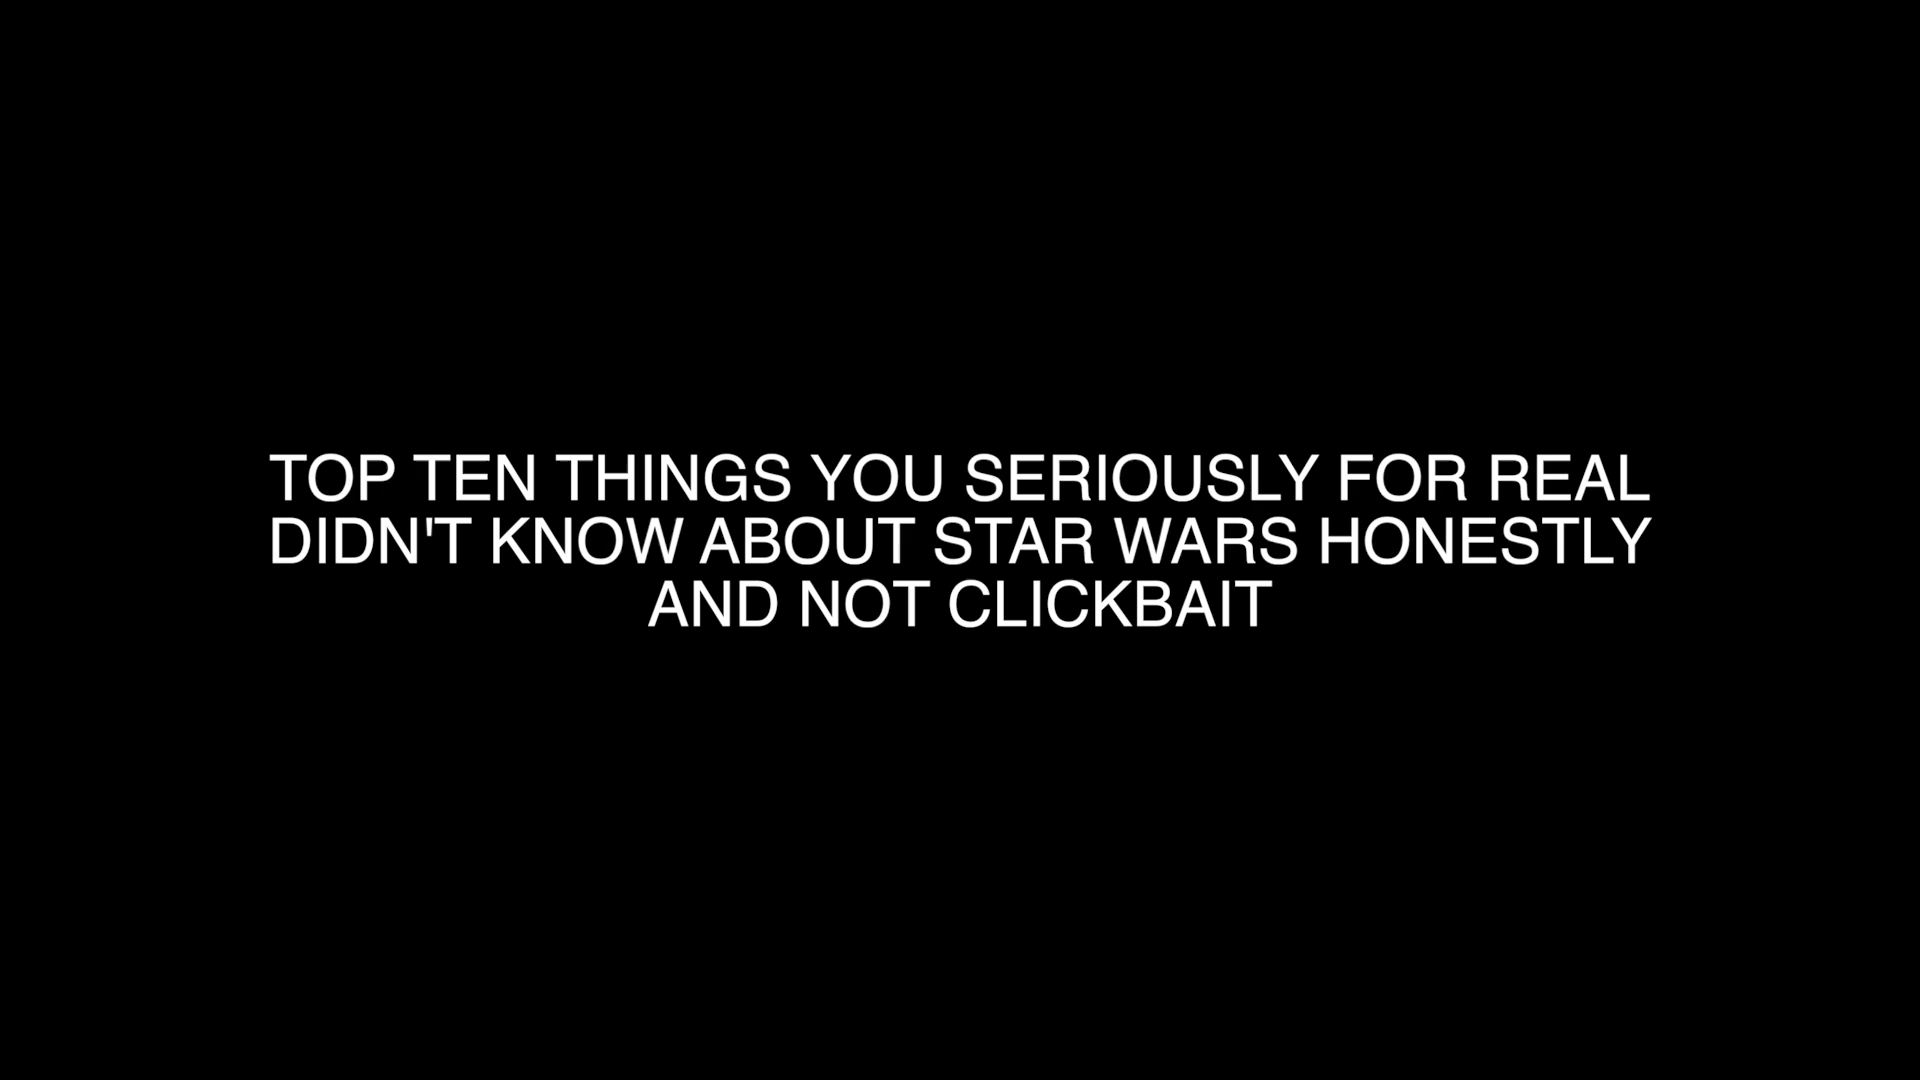 TOP TEN THINGS YOU SERIOUSLY FOR REAL
DIDN'T KNOW ABOUT STAR WARS HONESTLY
AND NOT CLICKBAIT